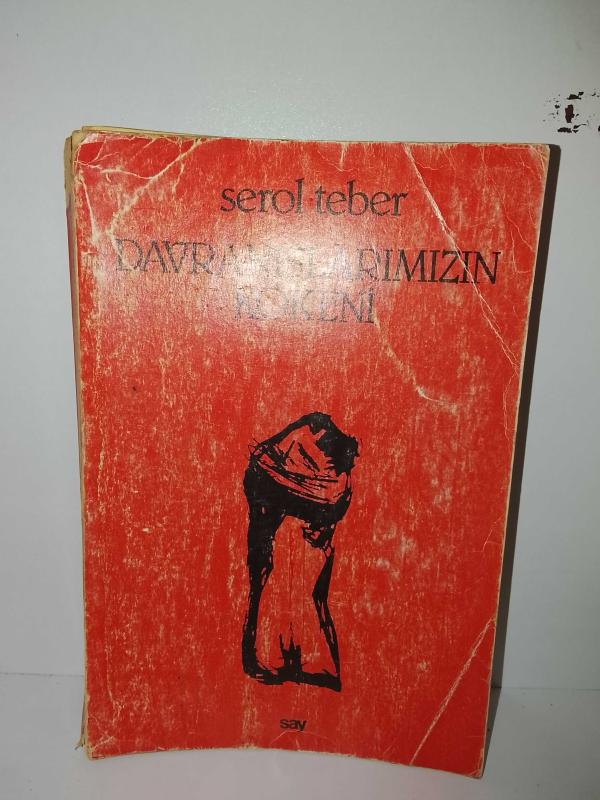 serol teber
DAVRANIŞLARIMIZIN
KÖKENİ
say